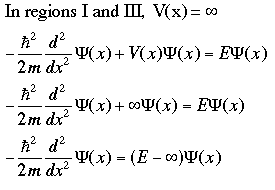 In regions I and III, V(x) = ∞
-ℏ²/2m d²/dx² Ψ(x) + V(x)Ψ(x) = EΨ(x)
-ℏ²/2m d²/dx² Ψ(x) + ∞Ψ(x) = EΨ(x)
-ℏ²/2m d²/dx² Ψ(x) = (E - ∞)Ψ(x)